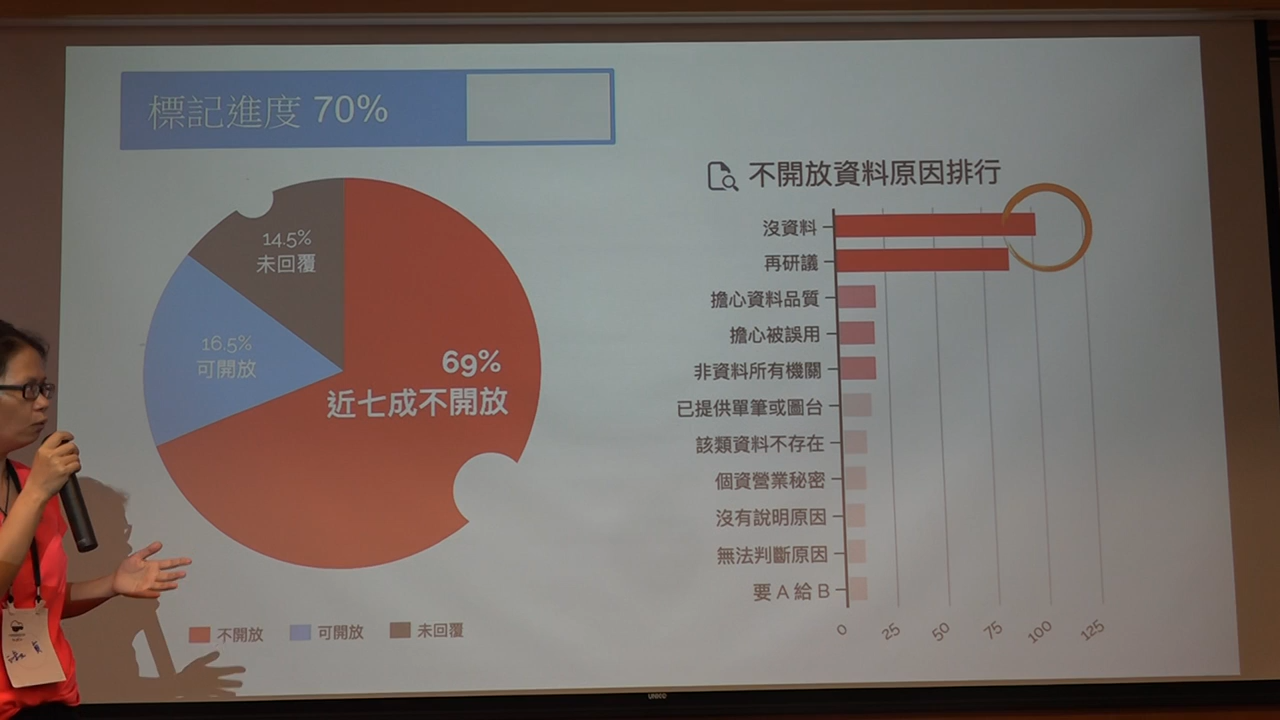 標記進度 70%
14.5%
未回覆
16.5%
可開放
69%
近七成不開放
不開放
可開放
未回覆
不開放資料原因排行
沒資料
再研議
擔心資料品質
擔心被誤用
非資料所有機關
已提供單筆或圖台
該類資料不存在
個資營業秘密
沒有說明原因
無法判斷原因
要 A 給 B
0
25
50
75
100
125